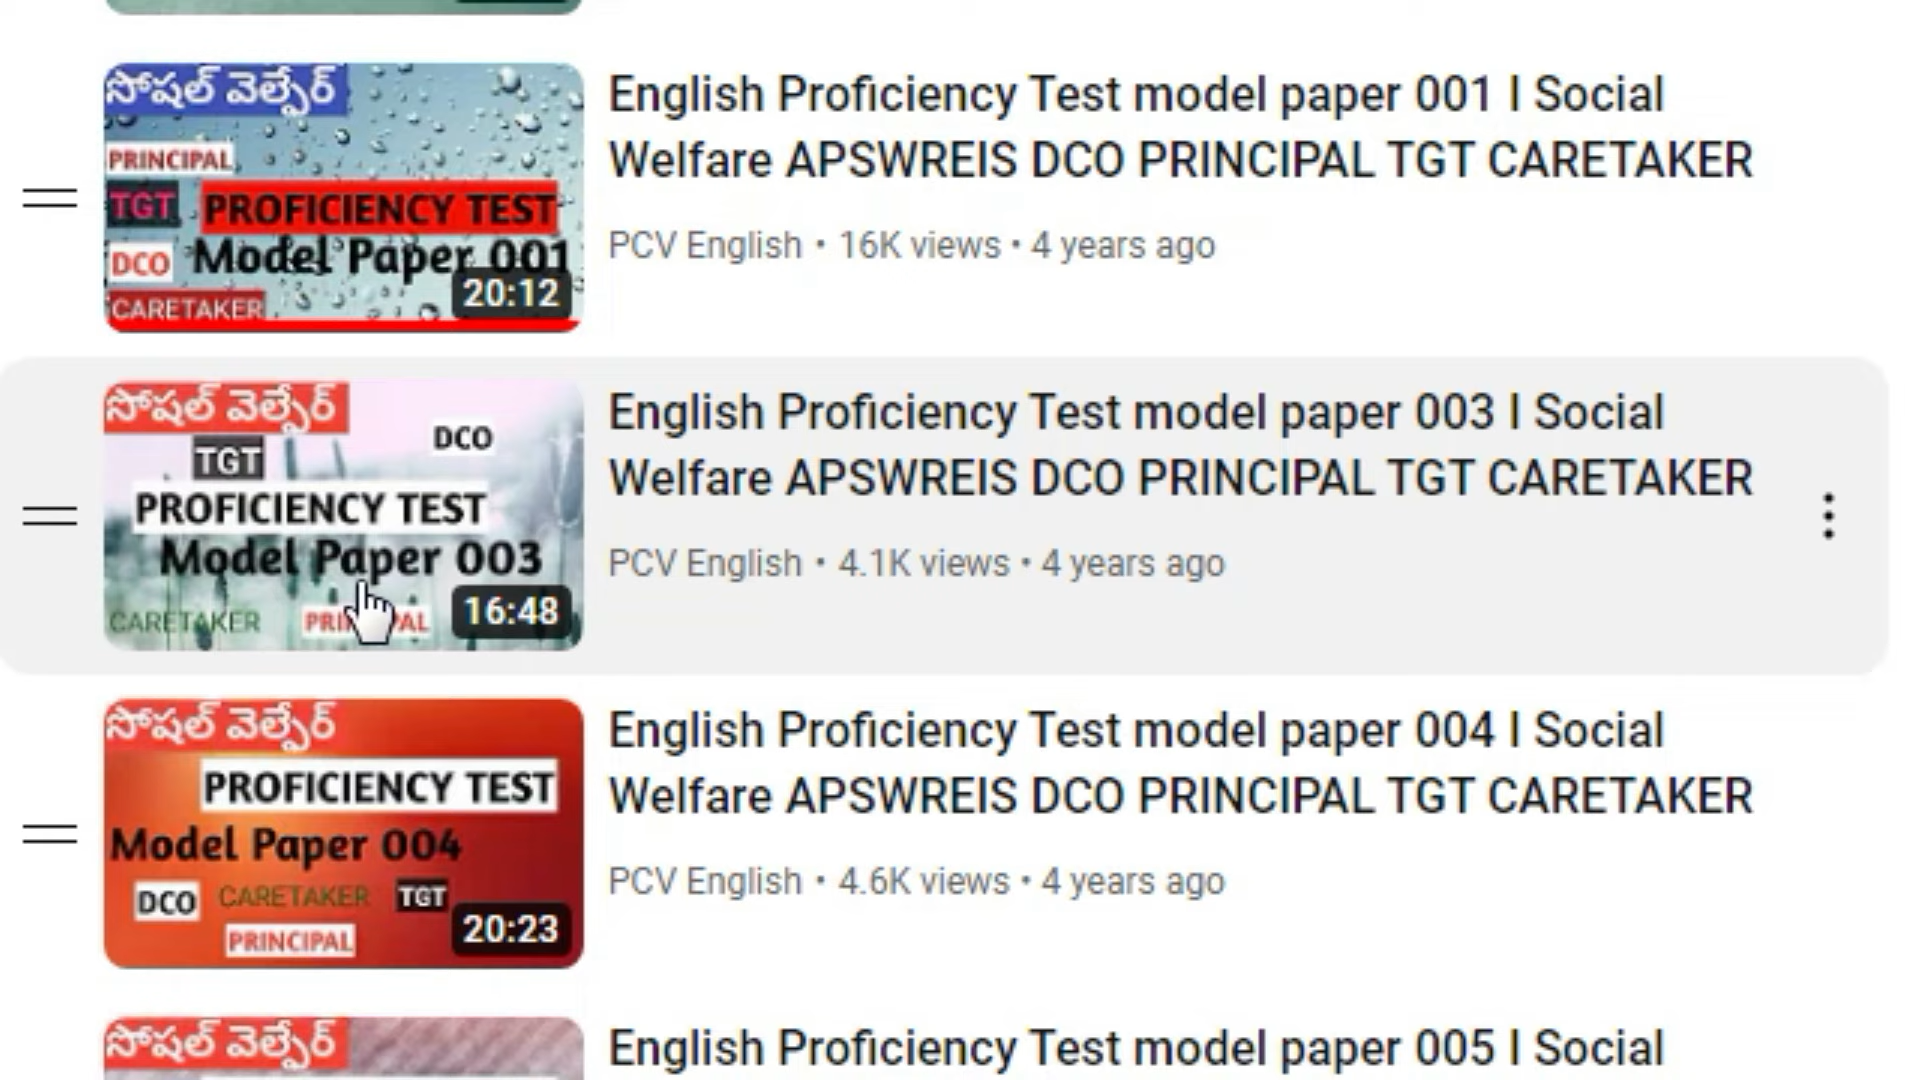 సోషల్ వెల్ఫేర్
PRINCIPAL
TGT PROFICIENCY TEST
DCO Model Paper 001
CARETAKER
20:12
English Proficiency Test model paper 001 I Social
Welfare APSWREIS DCO PRINCIPAL TGT CARETAKER
PCV English • 16K views • 4 years ago
సోషల్ వెల్ఫేర్
DCO
TGT
PROFICIENCY TEST
Model Paper 003
CARETAKER PRINCIPAL
16:48
English Proficiency Test model paper 003 I Social
Welfare APSWREIS DCO PRINCIPAL TGT CARETAKER
PCV English • 4.1K views • 4 years ago
సోషల్ వెల్ఫేర్
PROFICIENCY TEST
Model Paper 004
DCO CARETAKER TGT
PRINCIPAL
20:23
English Proficiency Test model paper 004 I Social
Welfare APSWREIS DCO PRINCIPAL TGT CARETAKER
PCV English • 4.6K views • 4 years ago
సోషల్ వెల్ఫేర్
English Proficiency Test model paper 005 I Social